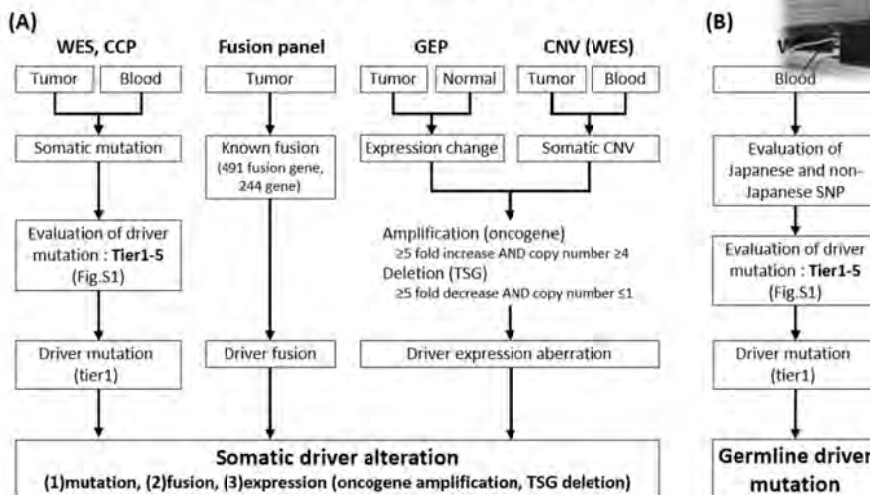 (A)
WES, CCP
Fusion panel
GEP
CNV (WES)
Tumor
Blood
Tumor
Tumor
Normal
Tumor
Blood
Somatic mutation
Known fusion
(491 fusion gene,
244 gene)
Expression change
Somatic CNV
Evaluation of driver
mutation : Tier1-5
(Fig.S1)
Amplification (oncogene)
≥5 fold increase AND copy number ≥4
Deletion (TSG)
≥5 fold decrease AND copy number ≤1
Driver mutation
(tier1)
Driver fusion
Driver expression aberration
Somatic driver alteration
(1)mutation, (2)fusion, (3)expression (oncogene amplification, TSG deletion)
(B)
Blood
Evaluation of
Japanese and non-
Japanese SNP
Evaluation of driver
mutation : Tier1-5
(Fig.S1)
Driver mutation
(tier1)
Germline driver
mutation